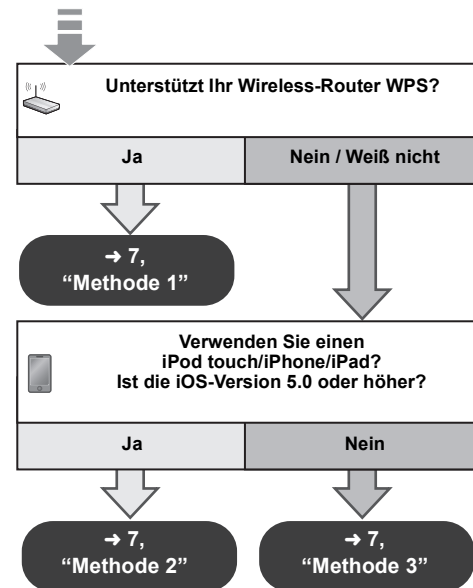 Unterstützt Ihr Wireless-Router WPS?
Ja
Nein / Weiß nicht
➜ 7,
“Methode 1”
Verwenden Sie einen
iPod touch/iPhone/iPad?
Ist die iOS-Version 5.0 oder höher?
Ja
Nein
➜ 7,
“Methode 2”
➜ 7,
“Methode 3”